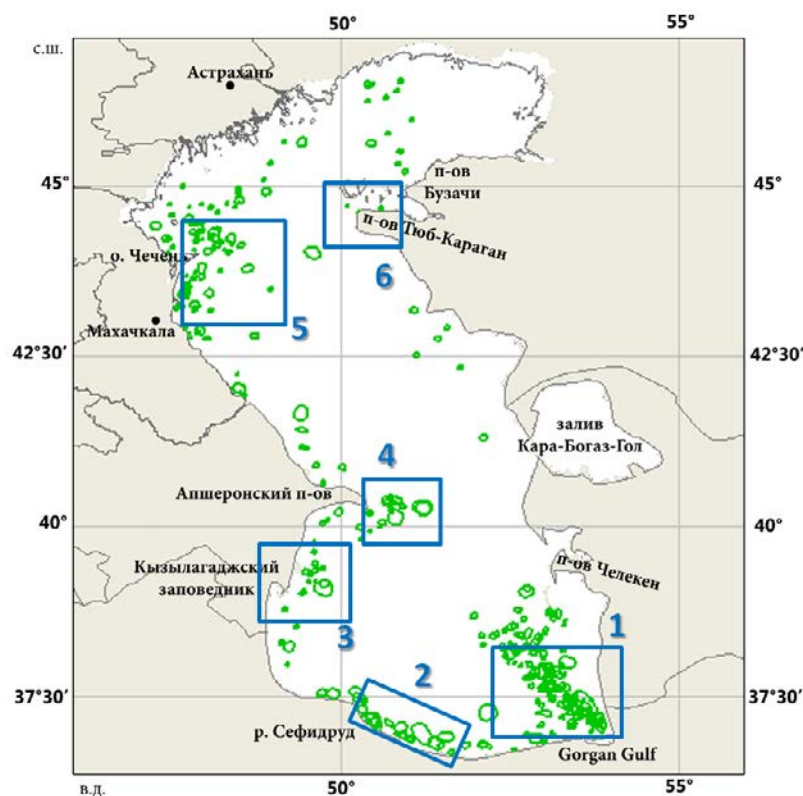 50° 55°
с.ш.
Астрахань
45° 45°
п-ов
Бузачи
п-ов Тюб-Караган
о. Чечень
6
5
Махачкала
42°30′ 42°30′
залив
Кара-Богаз-Гол
4
Апшеронский п-ов
40° 40°
п-ов Челекен
Кызылагаджский
заповедник
1
3
2
37°30′ 37°30′
р. Сефидруд
Gorgan Gulf
в.д.
50° 55°